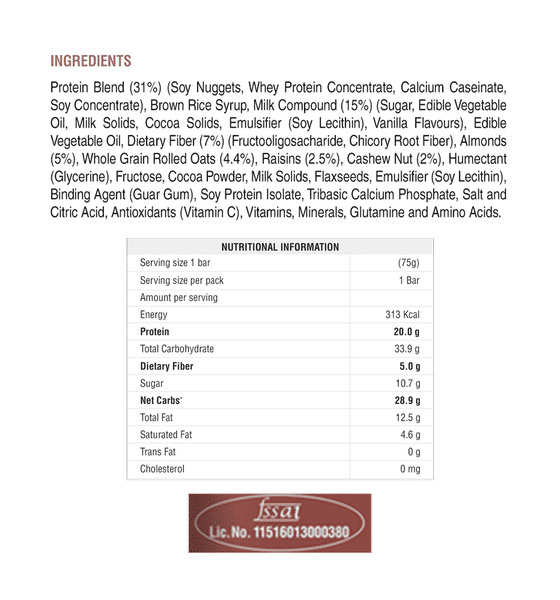 INGREDIENTS
Protein Blend (31%) (Soy Nuggets, Whey Protein Concentrate, Calcium Caseinate,
Soy Concentrate), Brown Rice Syrup, Milk Compound (15%) (Sugar, Edible Vegetable
Oil, Milk Solids, Cocoa Solids, Emulsifier (Soy Lecithin), Vanilla Flavours), Edible
Vegetable Oil, Dietary Fiber (7%) (Fructooligosacharide, Chicory Root Fiber), Almonds
(5%), Whole Grain Rolled Oats (4.4%), Raisins (2.5%), Cashew Nut (2%), Humectant
(Glycerine), Fructose, Cocoa Powder, Milk Solids, Flaxseeds, Emulsifier (Soy Lecithin),
Binding Agent (Guar Gum), Soy Protein Isolate, Tribasic Calcium Phosphate, Salt and
Citric Acid, Antioxidants (Vitamin C), Vitamins, Minerals, Glutamine and Amino Acids.
NUTRITIONAL INFORMATION
Serving size 1 bar (75g)
Serving size per pack 1 Bar
Amount per serving
Energy 313 Kcal
Protein 20.0 g
Total Carbohydrate 33.9 g
Dietary Fiber 5.0 g
Sugar 10.7 g
Net Carbs* 28.9 g
Total Fat 12.5 g
Saturated Fat 4.6 g
Trans Fat 0 g
Cholesterol 0 mg
fssai
Lic. No. 11516013000380